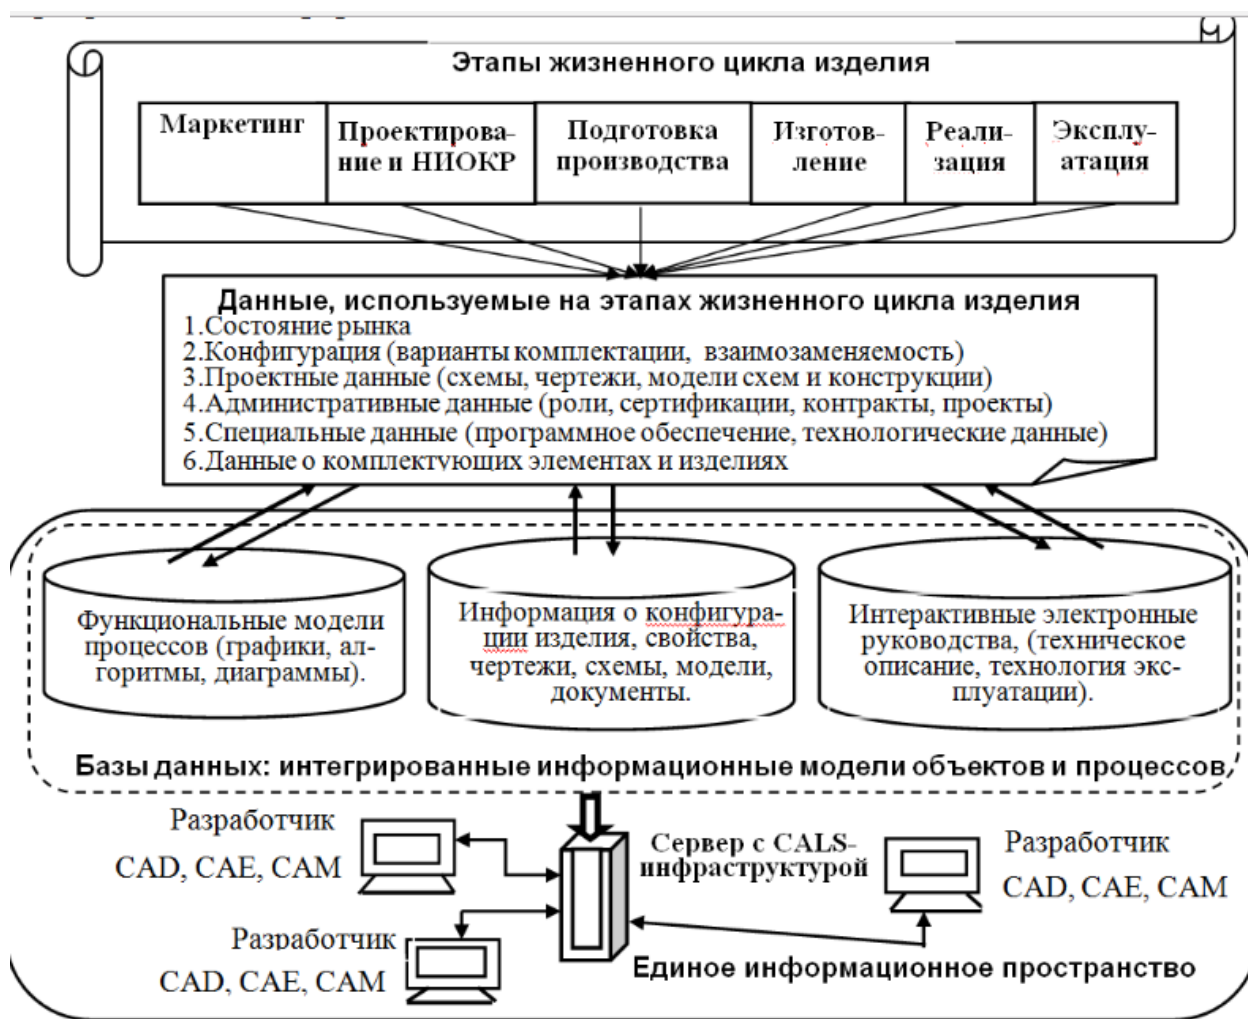 Этапы жизненного цикла изделия
Маркетинг
Проектирова-
ние и НИОКР
Подготовка
производства
Изготов-
ление
Реали-
зация
Эксплу-
атация
Данные, используемые на этапах жизненного цикла изделия
1.Состояние рынка
2.Конфигурация (варианты комплектации, взаимозаменяемость)
3.Проектные данные (схемы, чертежи, модели схем и конструкции)
4.Административные данные (роли, сертификации, контракты, проекты)
5.Специальные данные (программное обеспечение, технологические данные)
6.Данные о комплектующих элементах и изделиях
Функциональные модели
процессов (графики, ал-
горитмы, диаграммы).
Информация о конфигура-
ции изделия, свойства,
чертежи, схемы, модели,
документы.
Интерактивные электронные
руководства, (техническое
описание, технология экс-
плуатации).
Базы данных: интегрированные информационные модели объектов и процессов,
Разработчик
CAD, CAE, CAM
Сервер с CALS-
инфраструктурой
Разработчик
CAD, CAE, CAM
Разработчик
CAD, CAE, CAM
Единое информационное пространство